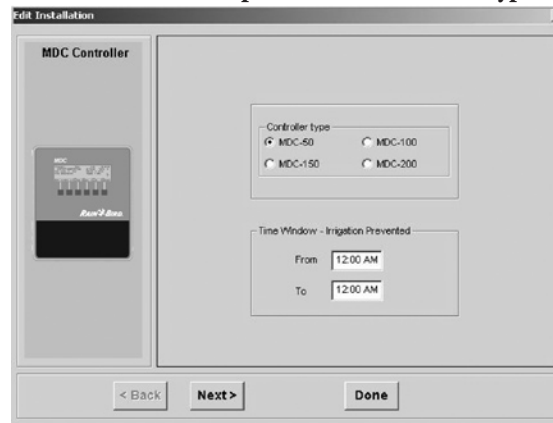 Edit Installation
MDC Controller
MDC
RAIN BIRD
Controller type
MDC-50 MDC-100
MDC-150 MDC-200
Time Window - Irrigation Prevented
From 12:00 AM
To 12:00 AM
< Back Next > Done